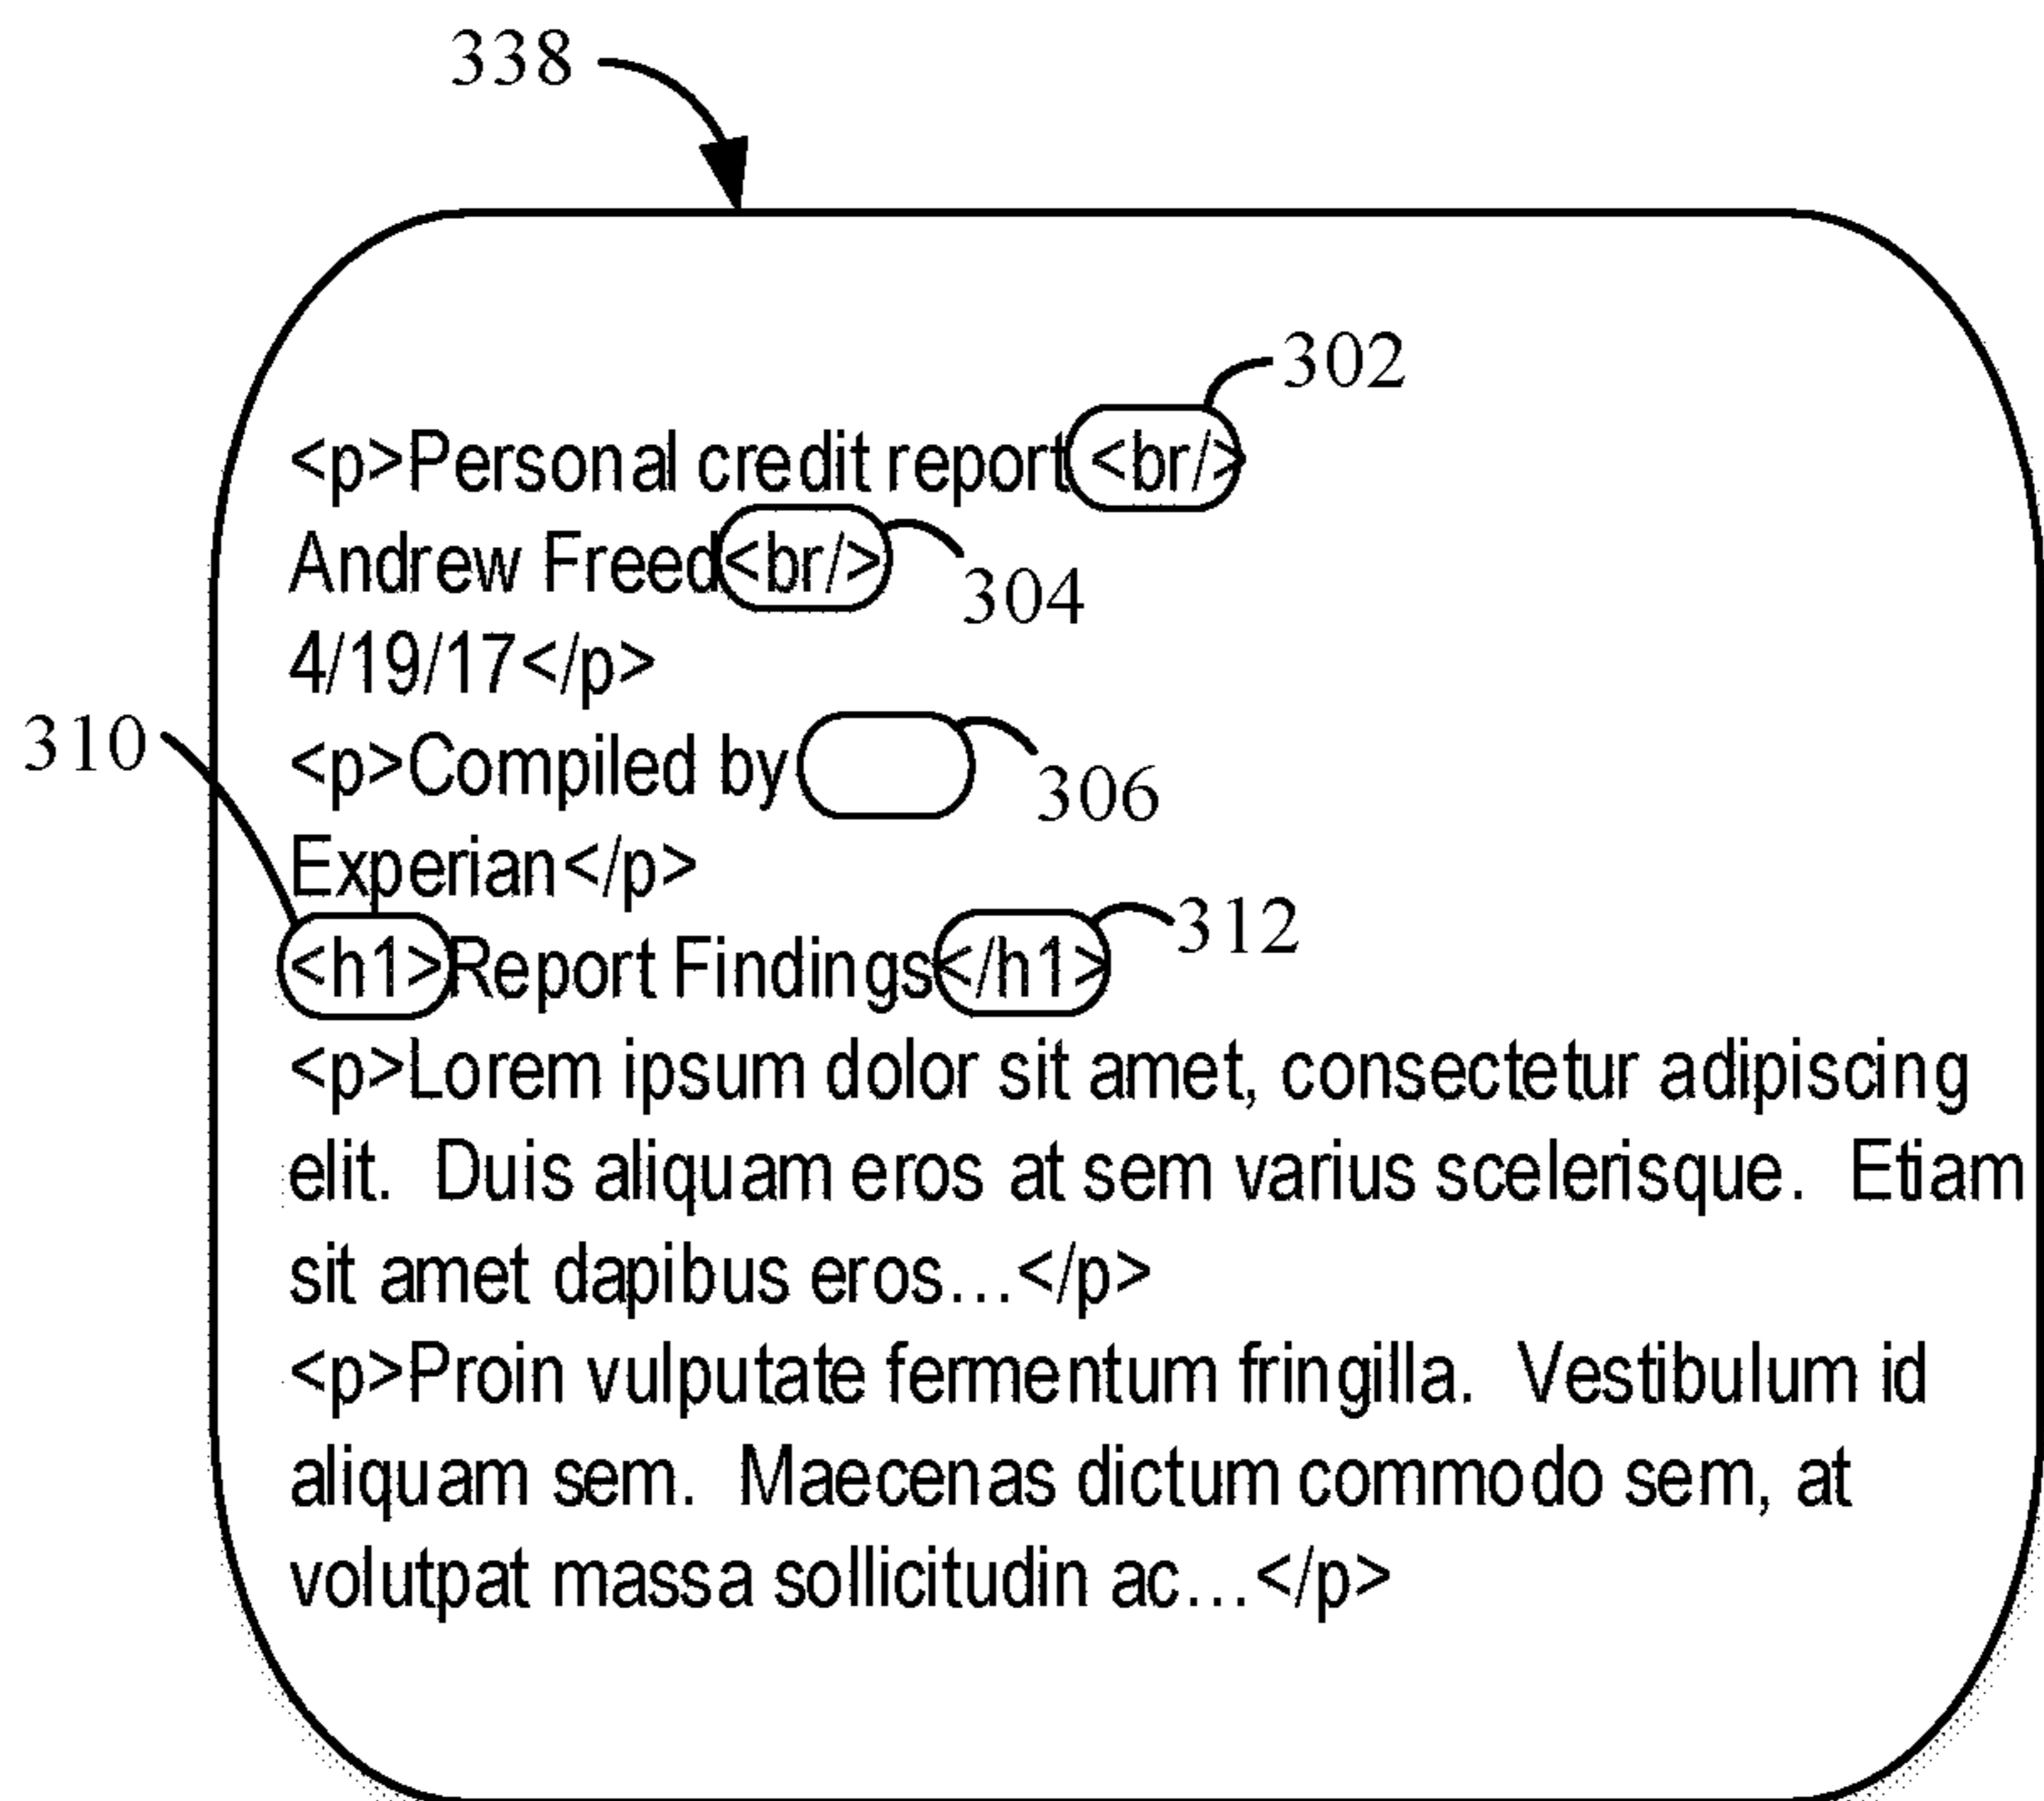 338
302
<p>Personal credit report <br/>
Andrew Freed<br/>
304
4/19/17</p>
310
<p>Compiled by
306
Experian</p>
312
<h1>Report Findings</h1>
<p>Lorem ipsum dolor sit amet, consectetur adipiscing
elit.  Duis aliquam eros at sem varius scelerisque.  Etiam
sit amet dapibus eros...</p>
<p>Proin vulputate fermentum fringilla.  Vestibulum id
aliquam sem.  Maecenas dictum commodo sem, at
volutpat massa sollicitudin ac...</p>